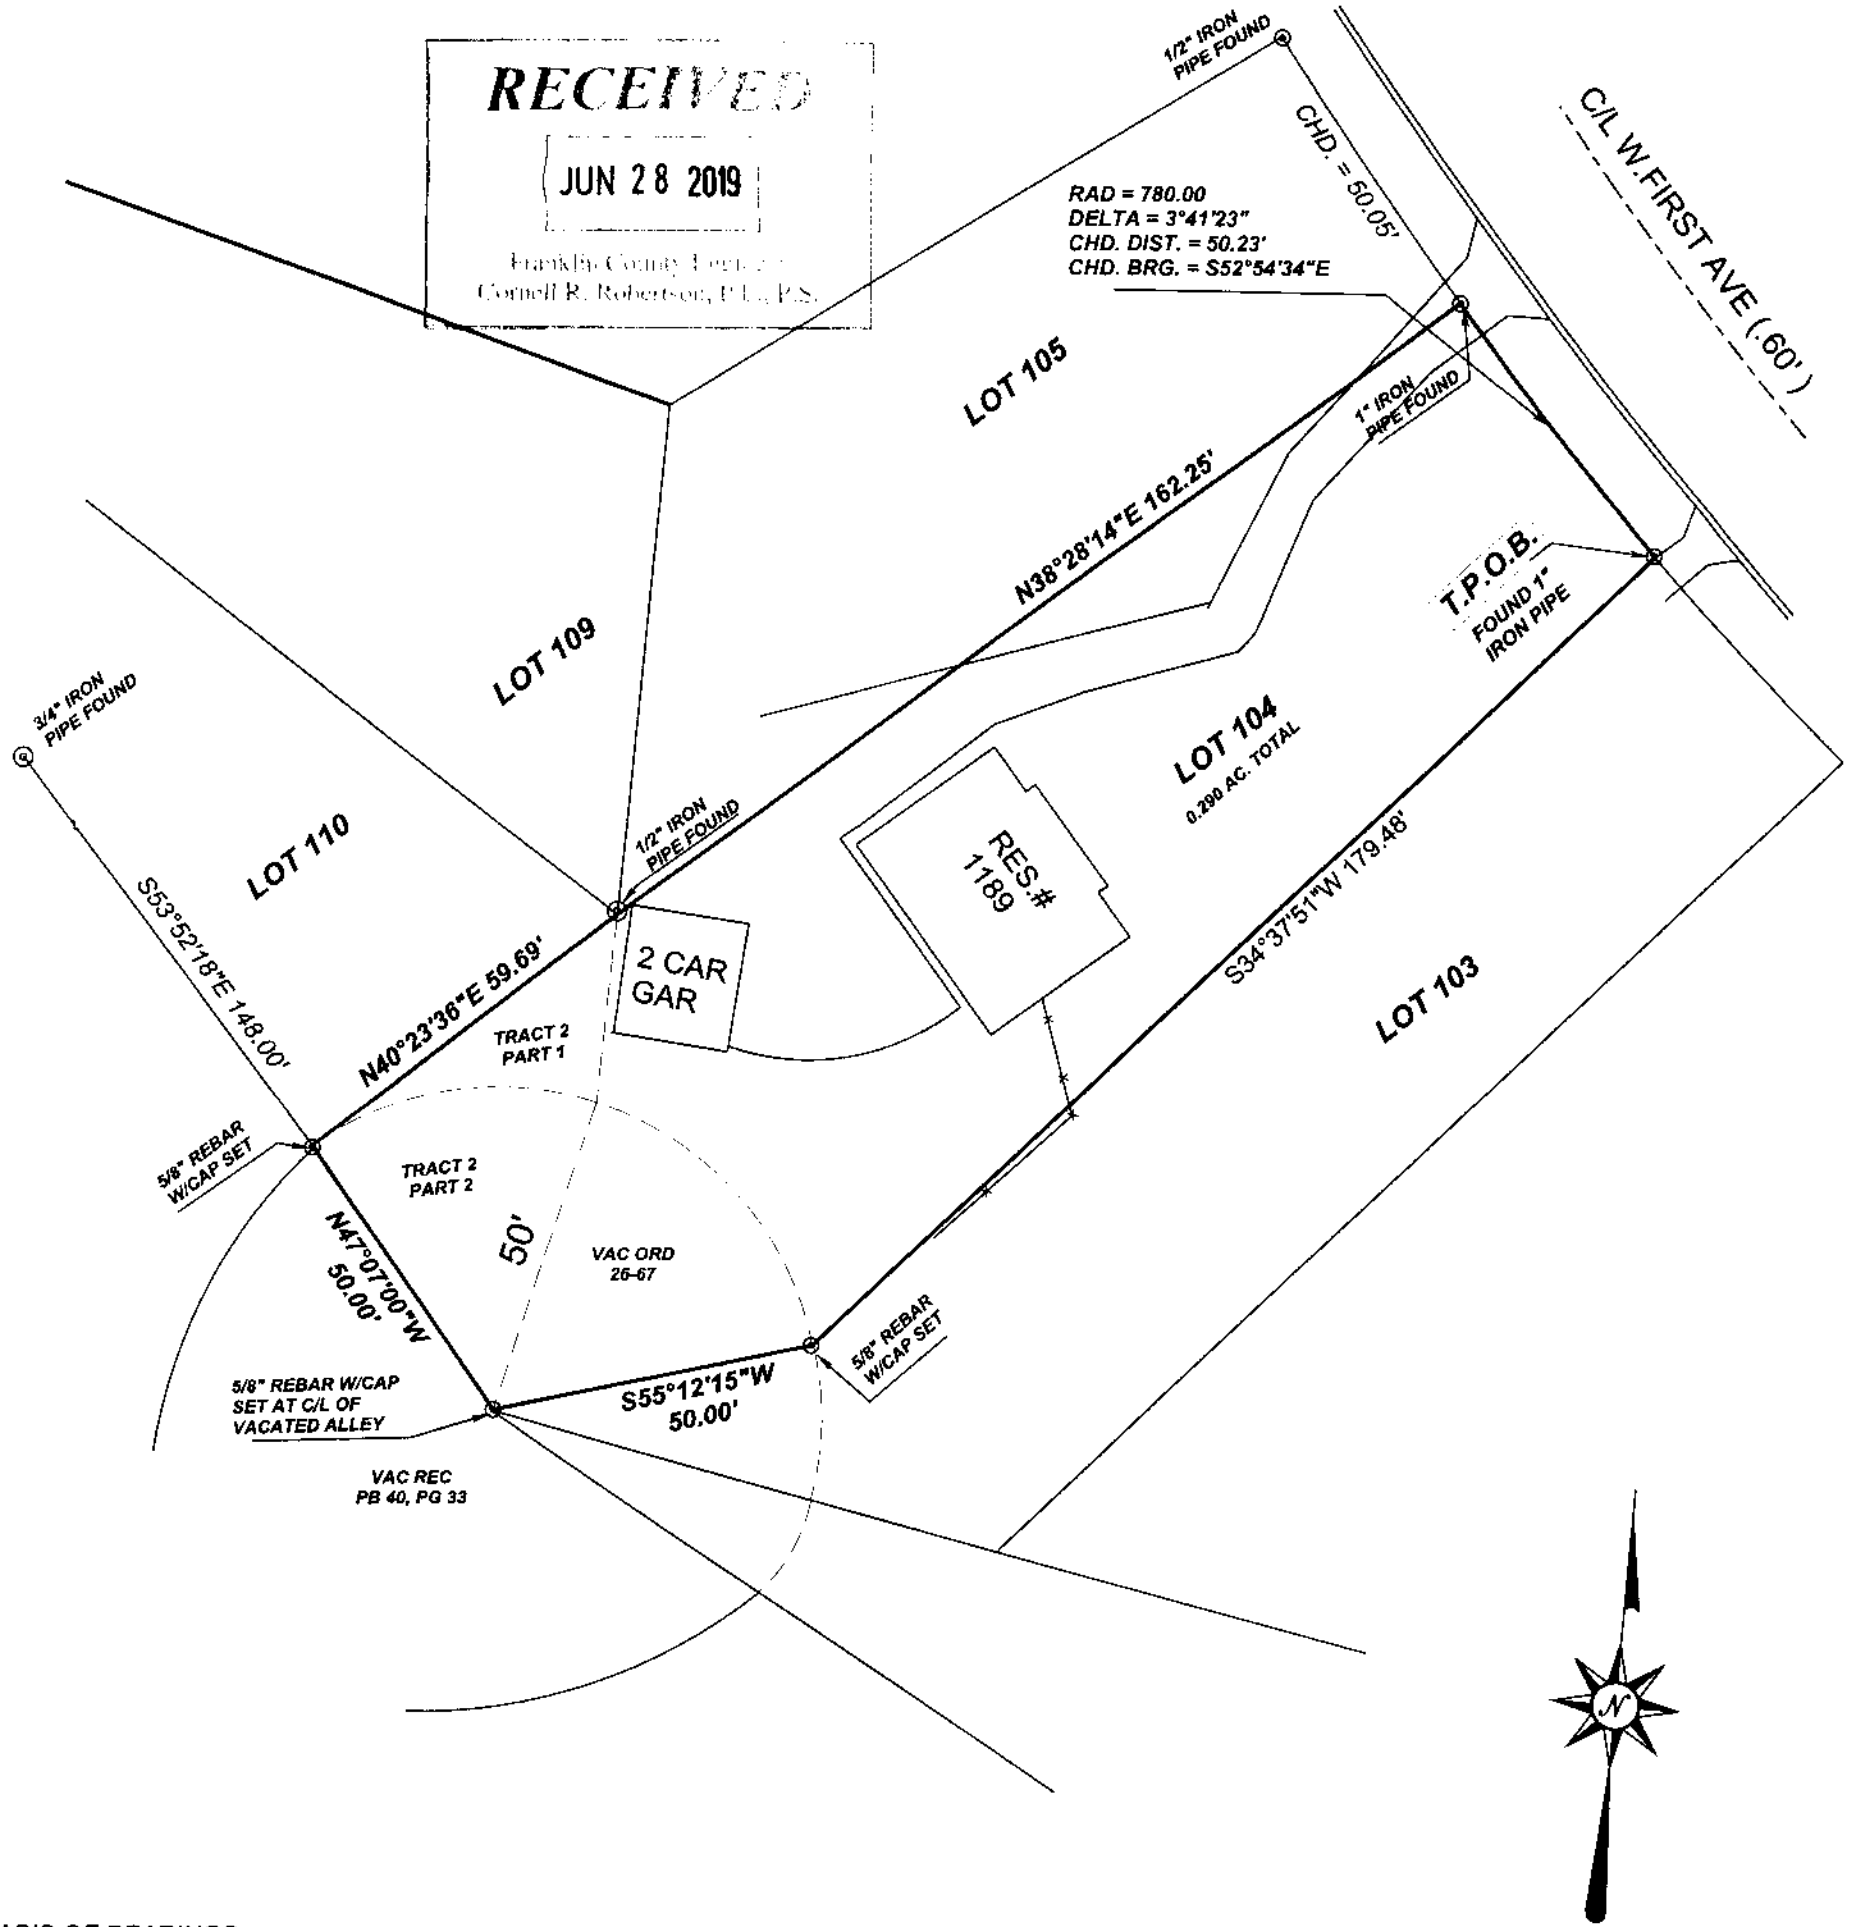 RECEIVED
JUN 28 2019
Franklin County
Cornell R. Robertson, P.E., P.S.
1/2" IRON
PIPE FOUND
CHD. = 50.05'
C/L W.FIRST AVE (.60')
RAD = 780.00
DELTA = 3°41'23"
CHD. DIST. = 50.23'
CHD. BRG. = S52°54'34"E
LOT 105
1" IRON
PIPE FOUND
N38°28'14"E 162.25'
T.P.O.B.
FOUND 1"
IRON PIPE
LOT 109
3/4" IRON
PIPE FOUND
LOT 104
0.290 AC. TOTAL
1/2" IRON
PIPE FOUND
LOT 110
RES.#
1189
S34°37'51"W 179.48'
S53°52'18"E 148.00'
2 CAR
GAR
LOT 103
N40°23'36"E 59.69'
TRACT 2
PART 1
5/8" REBAR
W/CAP SET
TRACT 2
PART 2
50'
VAC ORD
26-67
N47°07'00"W
50.00'
5/8" REBAR
W/CAP SET
5/8" REBAR W/CAP
SET AT C/L OF
VACATED ALLEY
S55°12'15"W
50.00'
VAC REC
PB 40, PG 33
N